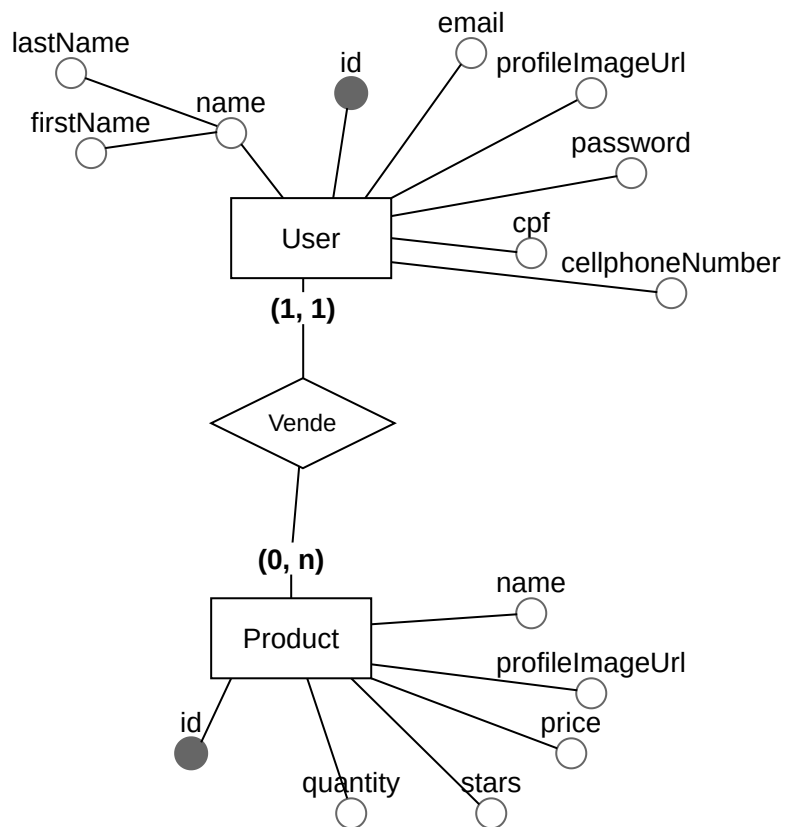 email
lastName
id
profileImageUrl
name
firstName
password
cpf
User
cellphoneNumber
(1, 1)
Vende
(0, n)
name
Product
profileImageUrl
id
price
quantity
stars